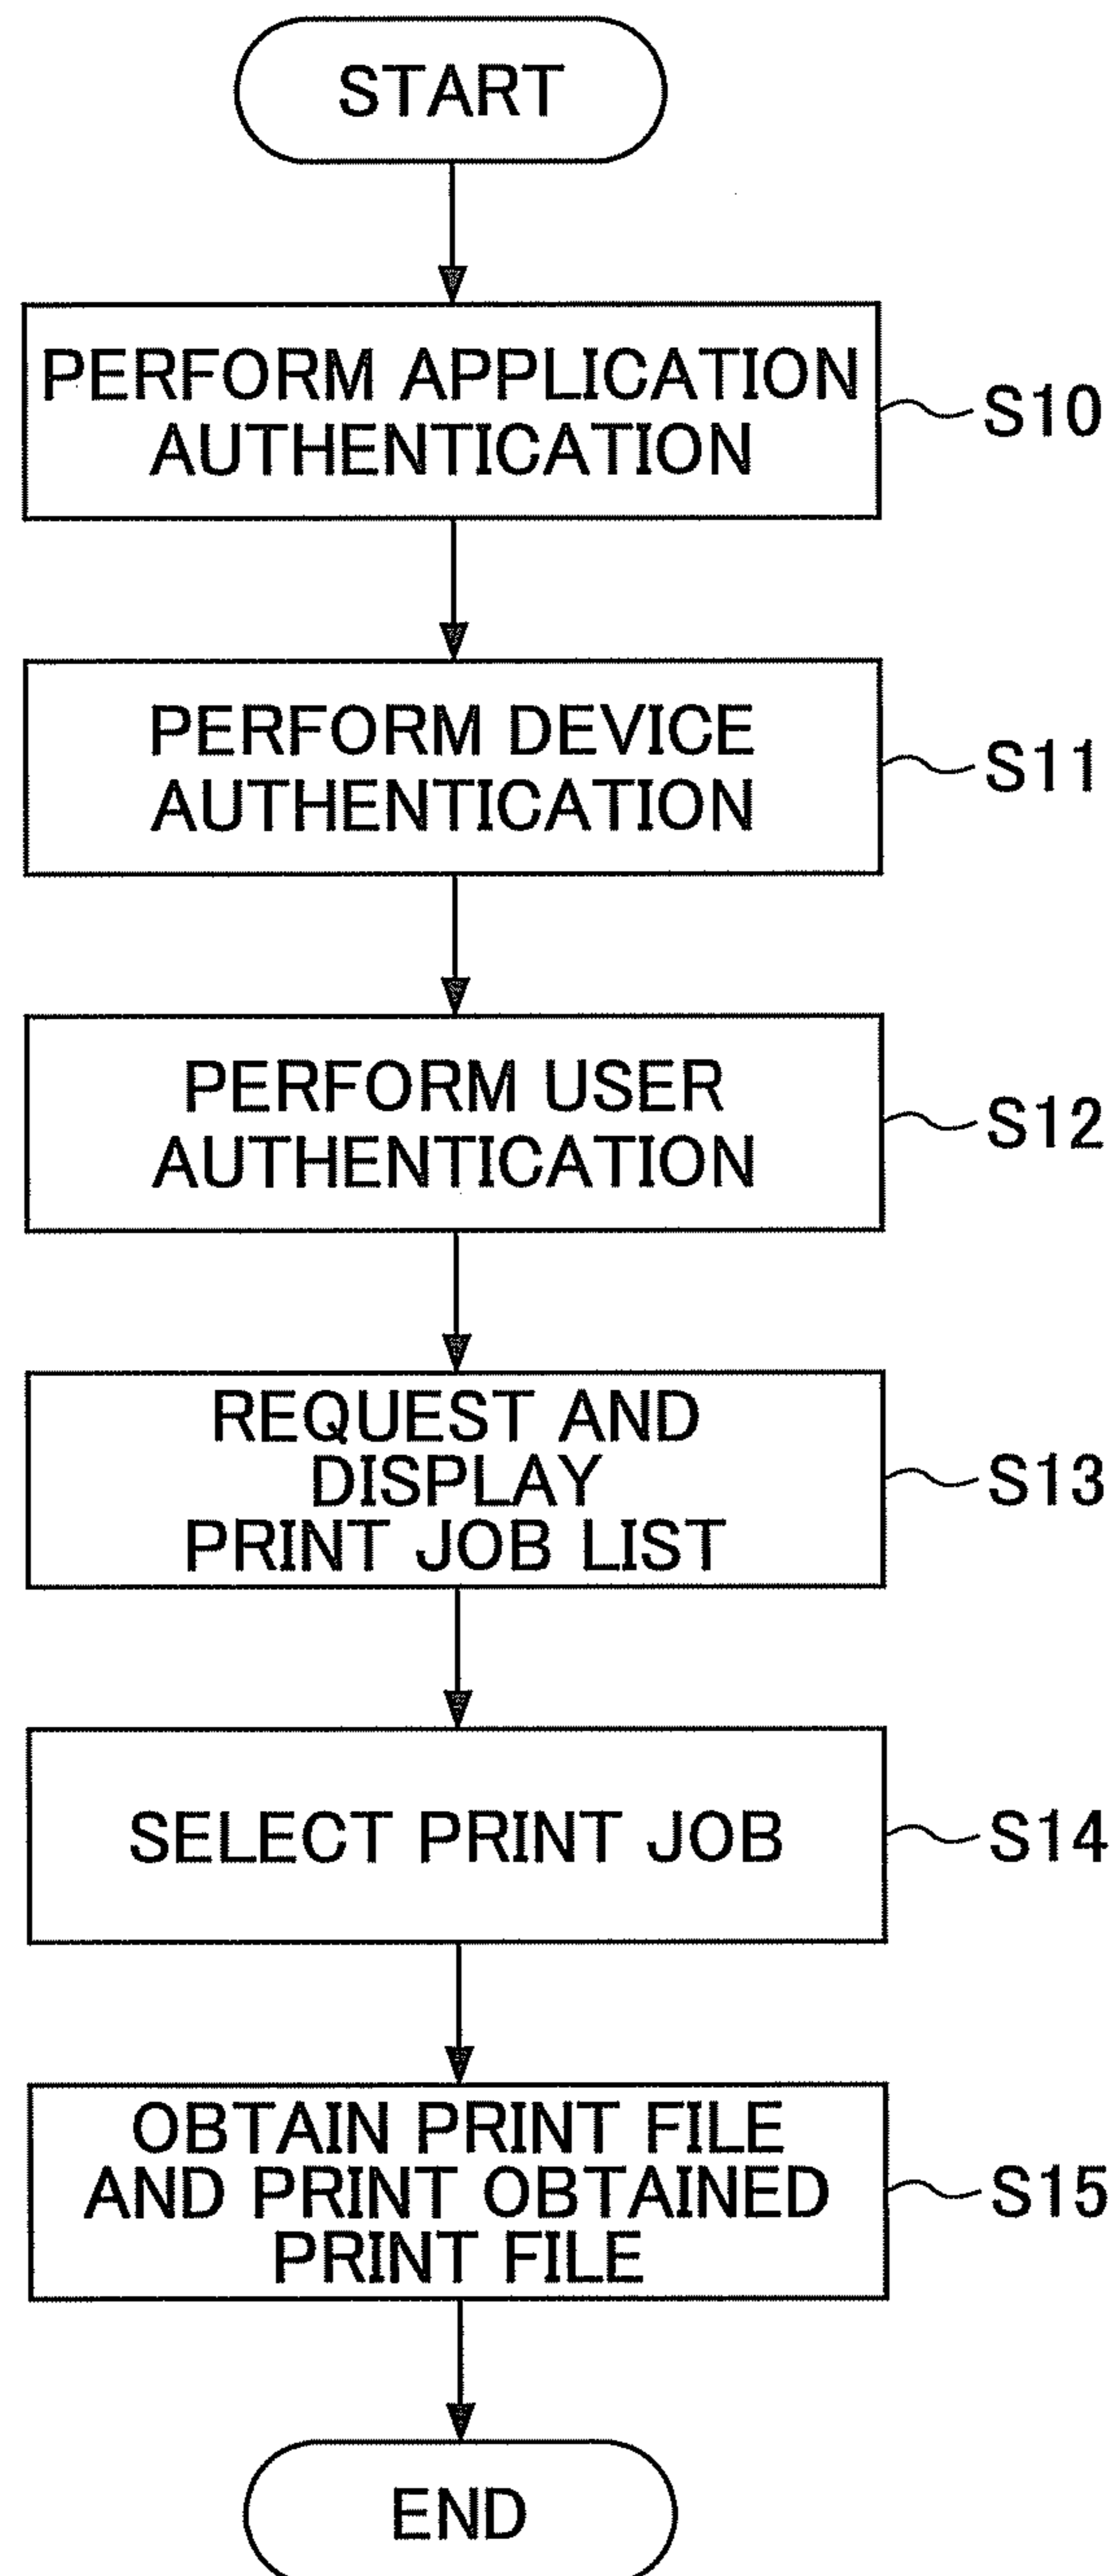 START
PERFORM APPLICATION
AUTHENTICATION
S10
PERFORM DEVICE
AUTHENTICATION
S11
PERFORM USER
AUTHENTICATION
S12
REQUEST AND
DISPLAY
PRINT JOB LIST
S13
SELECT PRINT JOB
S14
OBTAIN PRINT FILE
AND PRINT OBTAINED
PRINT FILE
S15
END